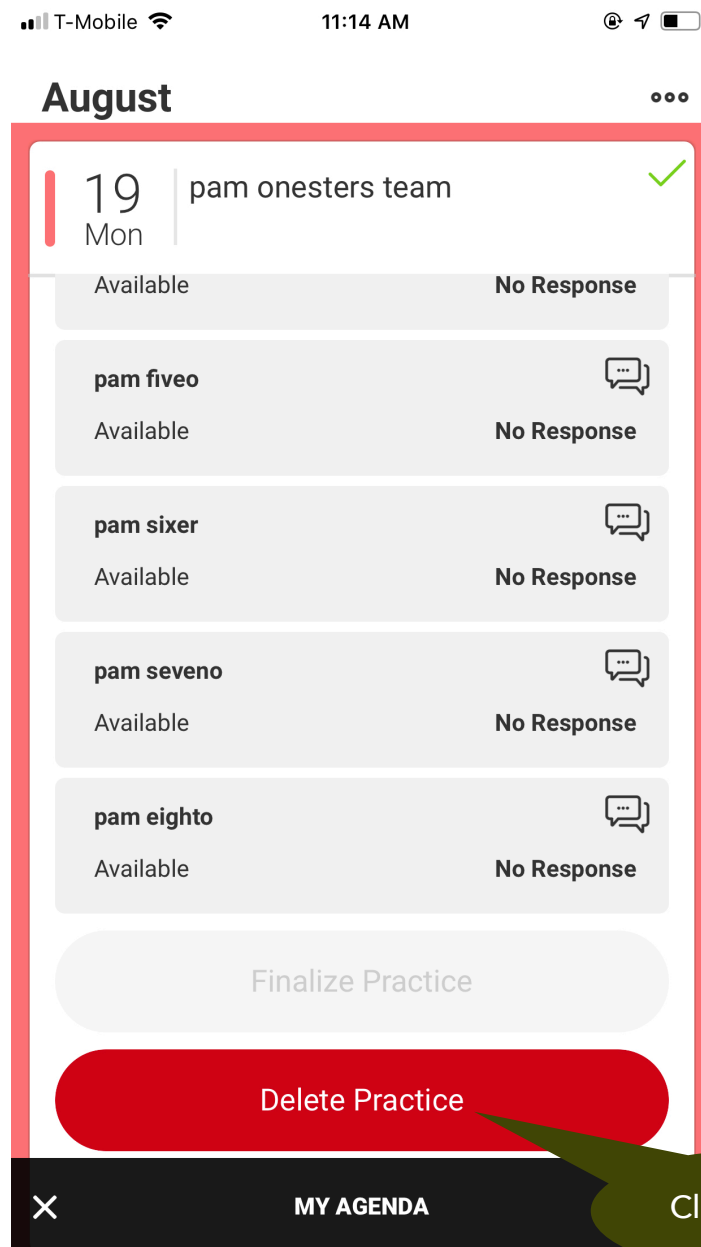 T-Mobile 11:14 AM
August
19 pam onesters team
Mon
Available No Response
pam fiveo
Available No Response
pam sixer
Available No Response
pam seveno
Available No Response
pam eighto
Available No Response
Finalize Practice
Delete Practice
MY AGENDA Cl